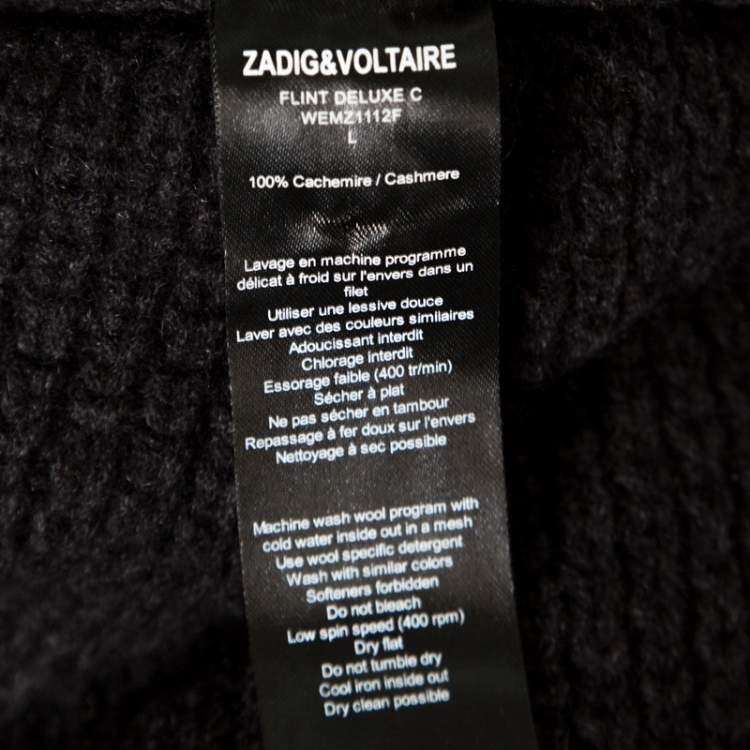 ZADIG&VOLTAIRE
FLINT DELUXE C
WEMZ1112F
L
100% Cachemire / Cashmere
Lavage en machine programme
délicat à froid sur l'envers dans un
filet
Utiliser une lessive douce
Laver avec des couleurs similaires
Adoucissant interdit
Chlorage interdit
Essorage faible (400 tr/min)
Sécher à plat
Ne pas sécher en tambour
Repassage à fer doux sur l'envers
Nettoyage à sec possible
Machine wash wool program with
cold water inside out in a mesh
Use wool specific detergent
Wash with similar colors
Softeners forbidden
Do not bleach
Low spin speed (400 rpm)
Dry flat
Do not tumble dry
Cool iron inside out
Dry clean possible